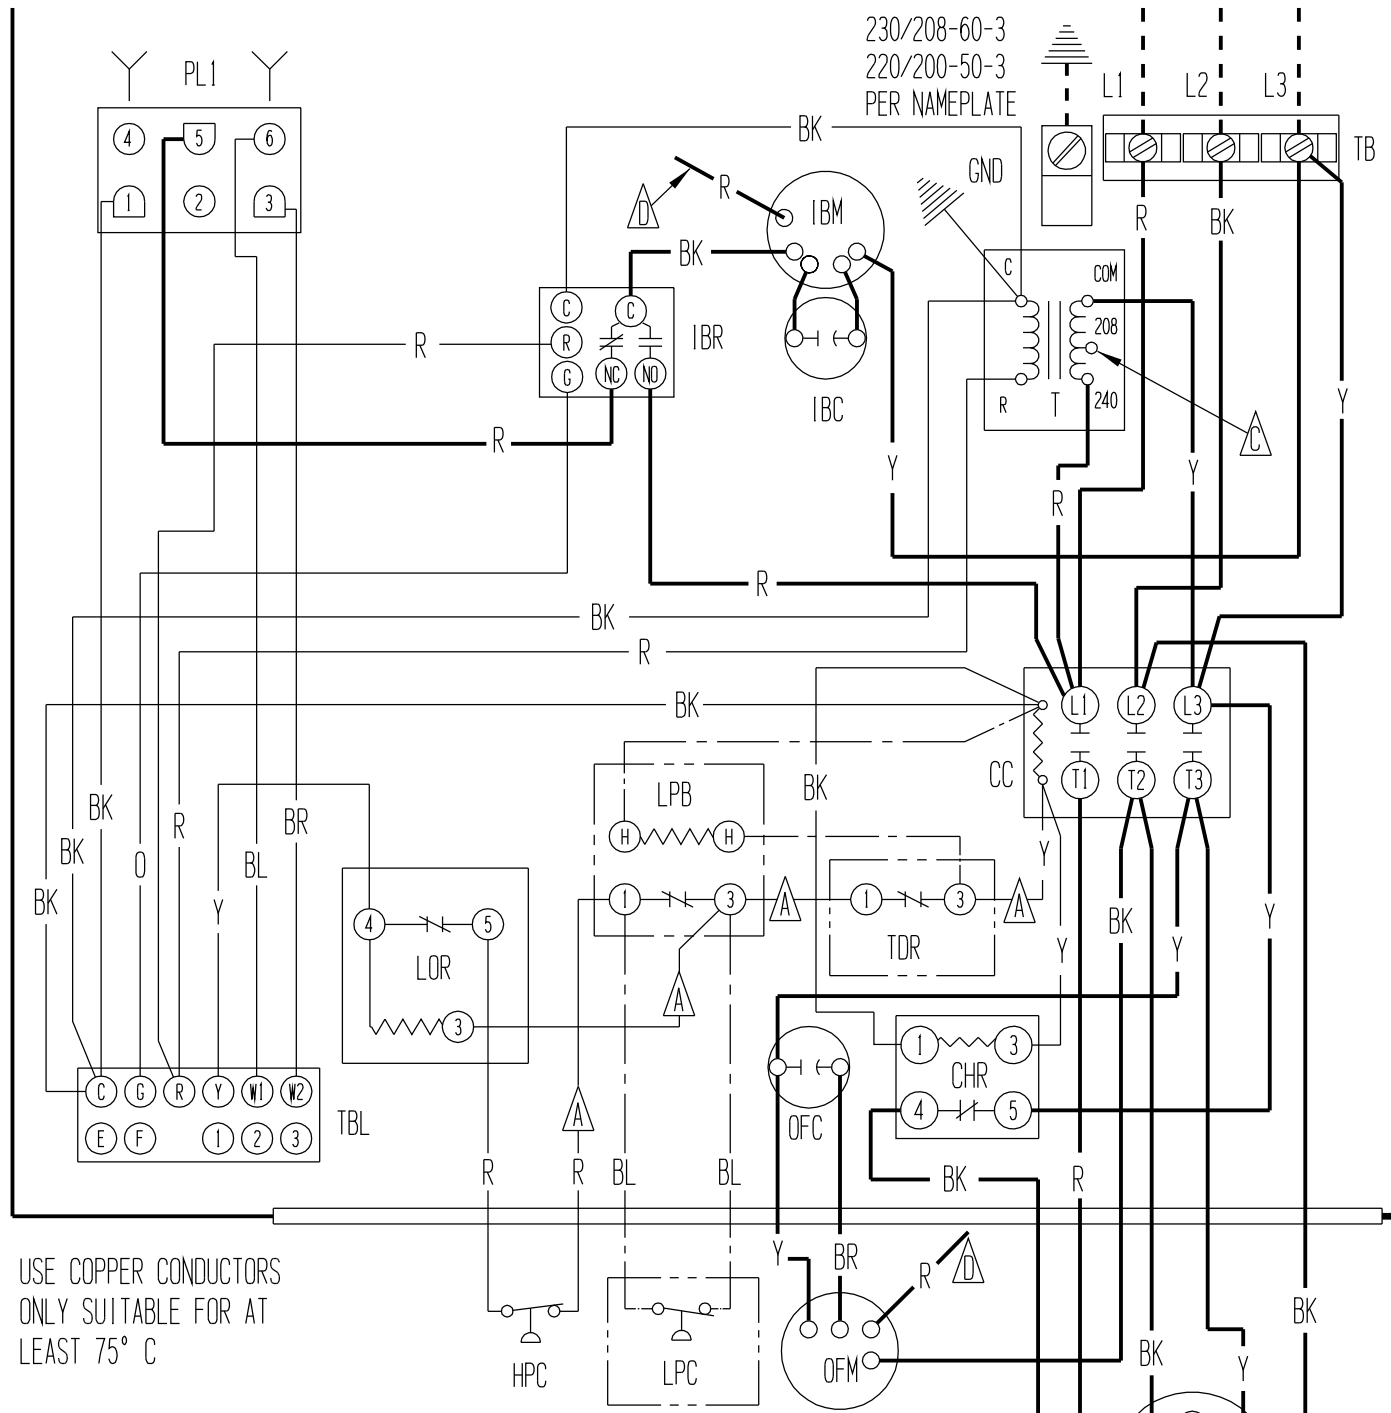 230/208-60-3
220/200-50-3
PER NAMEPLATE
L1 L2 L3
PL1
TB
4 5 6
1 2 3
BK
GND
D R IBM
R BK
BK
C COM
C C
208
R R IBR
G NC NO
IBC
R T 240
Y
C
R
Y Y
R
R
BK
R
BK
L1 L2 L3
CC
T1 T2 T3
LPB
BK
BK
R
BR
H H
Y
BK
O
BL
BK
Y
1 3 A 1 3 A
Y
4 5
BK
TDR
Y Y
LOR
A
3
1 3
CHR
C G R Y W1 W2
4 5
A
TBL
E F 1 2 3
OFC
R R BL BL
BK R
Y BR
D
R
USE COPPER CONDUCTORS
ONLY SUITABLE FOR AT
LEAST 75° C
BK
BK
HPC LPC OFM
Y